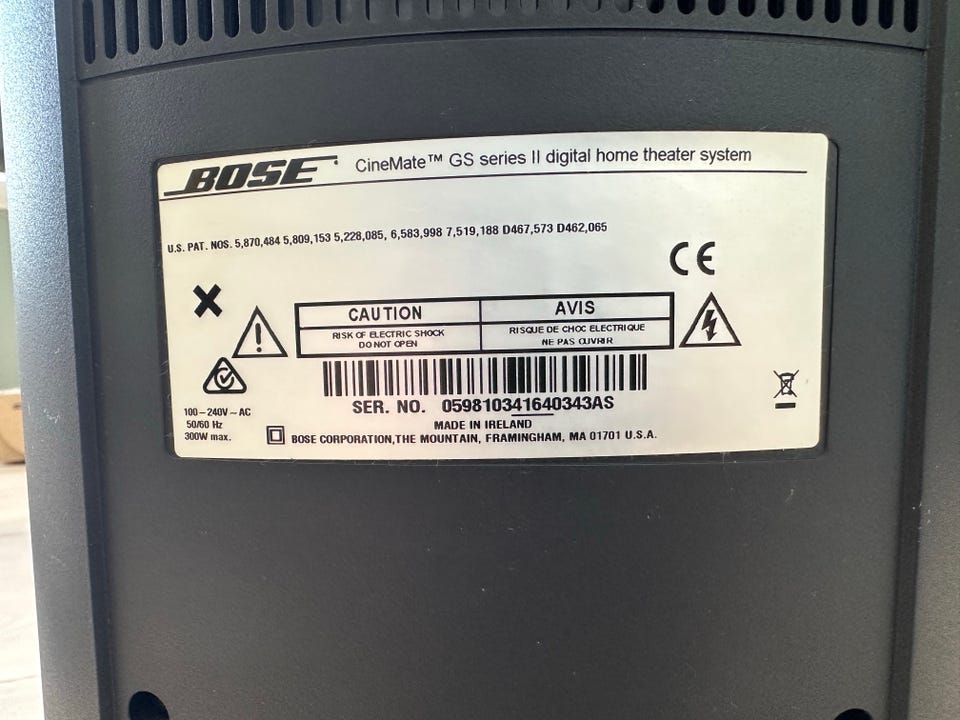 BOSE CineMate™ GS series II digital home theater system
U.S. PAT. NOS. 5,870,484 5,809,153 5,228,085, 6,583,998 7,519,188 D467,573 D462,065
CE
CAUTION
RISK OF ELECTRIC SHOCK
DO NOT OPEN
AVIS
RISQUE DE CHOC ELECTRIQUE
NE PAS OUVRIR
SER. NO. 059810341640343AS
100–240V ~ AC
50/60 Hz
300W max.
MADE IN IRELAND
BOSE CORPORATION,THE MOUNTAIN, FRAMINGHAM, MA 01701 U.S.A.